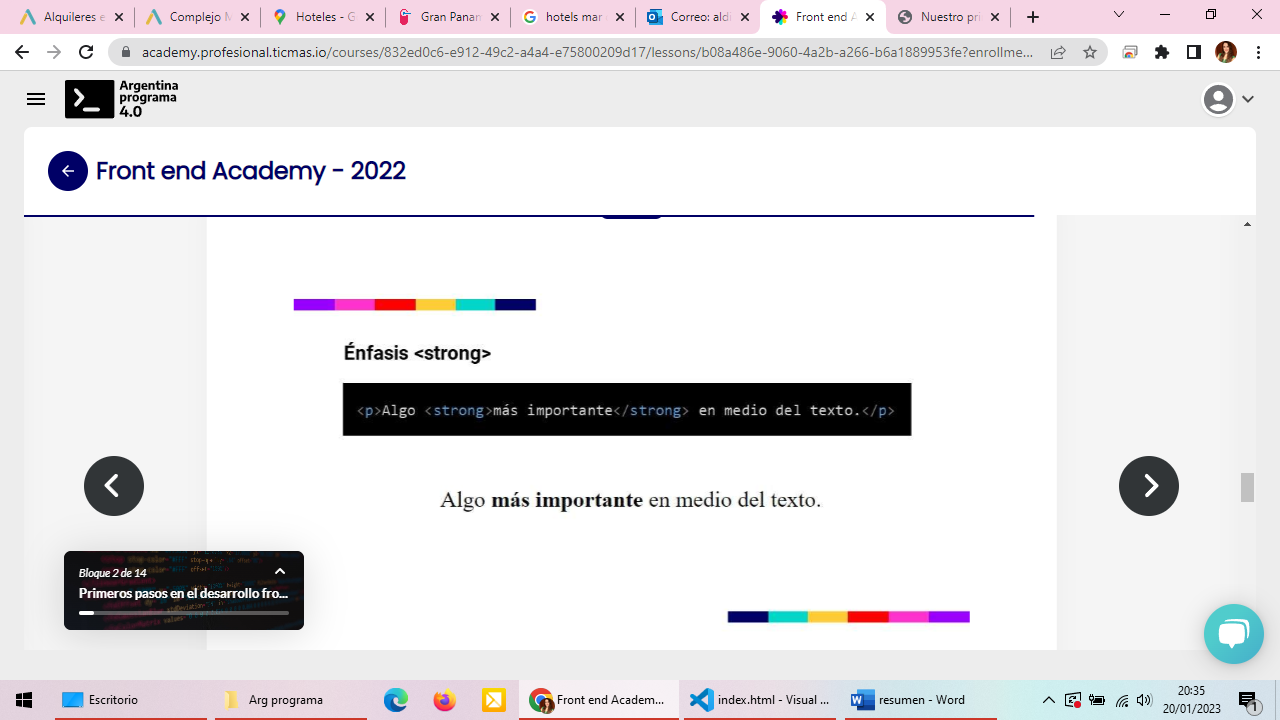 Alquileres e
Complejo M
Hoteles - G
Gran Panam
hotels mar d
Correo: aldi
Front end A
Nuestro pri
academy.profesional.ticmas.io/courses/832ed0c6-e912-49c2-a4a4-e75800209d17/lessons/b08a486e-9060-4a2b-a266-b6a1889953fe?enrollme...
Argentina
programa
4.0
Front end Academy - 2022
Énfasis <strong>
<p>Algo <strong>más importante</strong> en medio del texto.</p>
Algo más importante en medio del texto.
Bloque 2 de 14
Primeros pasos en el desarrollo fro...
Escritorio
Arg programa
Front end Academ...
index.html - Visual ...
resumen - Word
20:35
20/01/2023
1